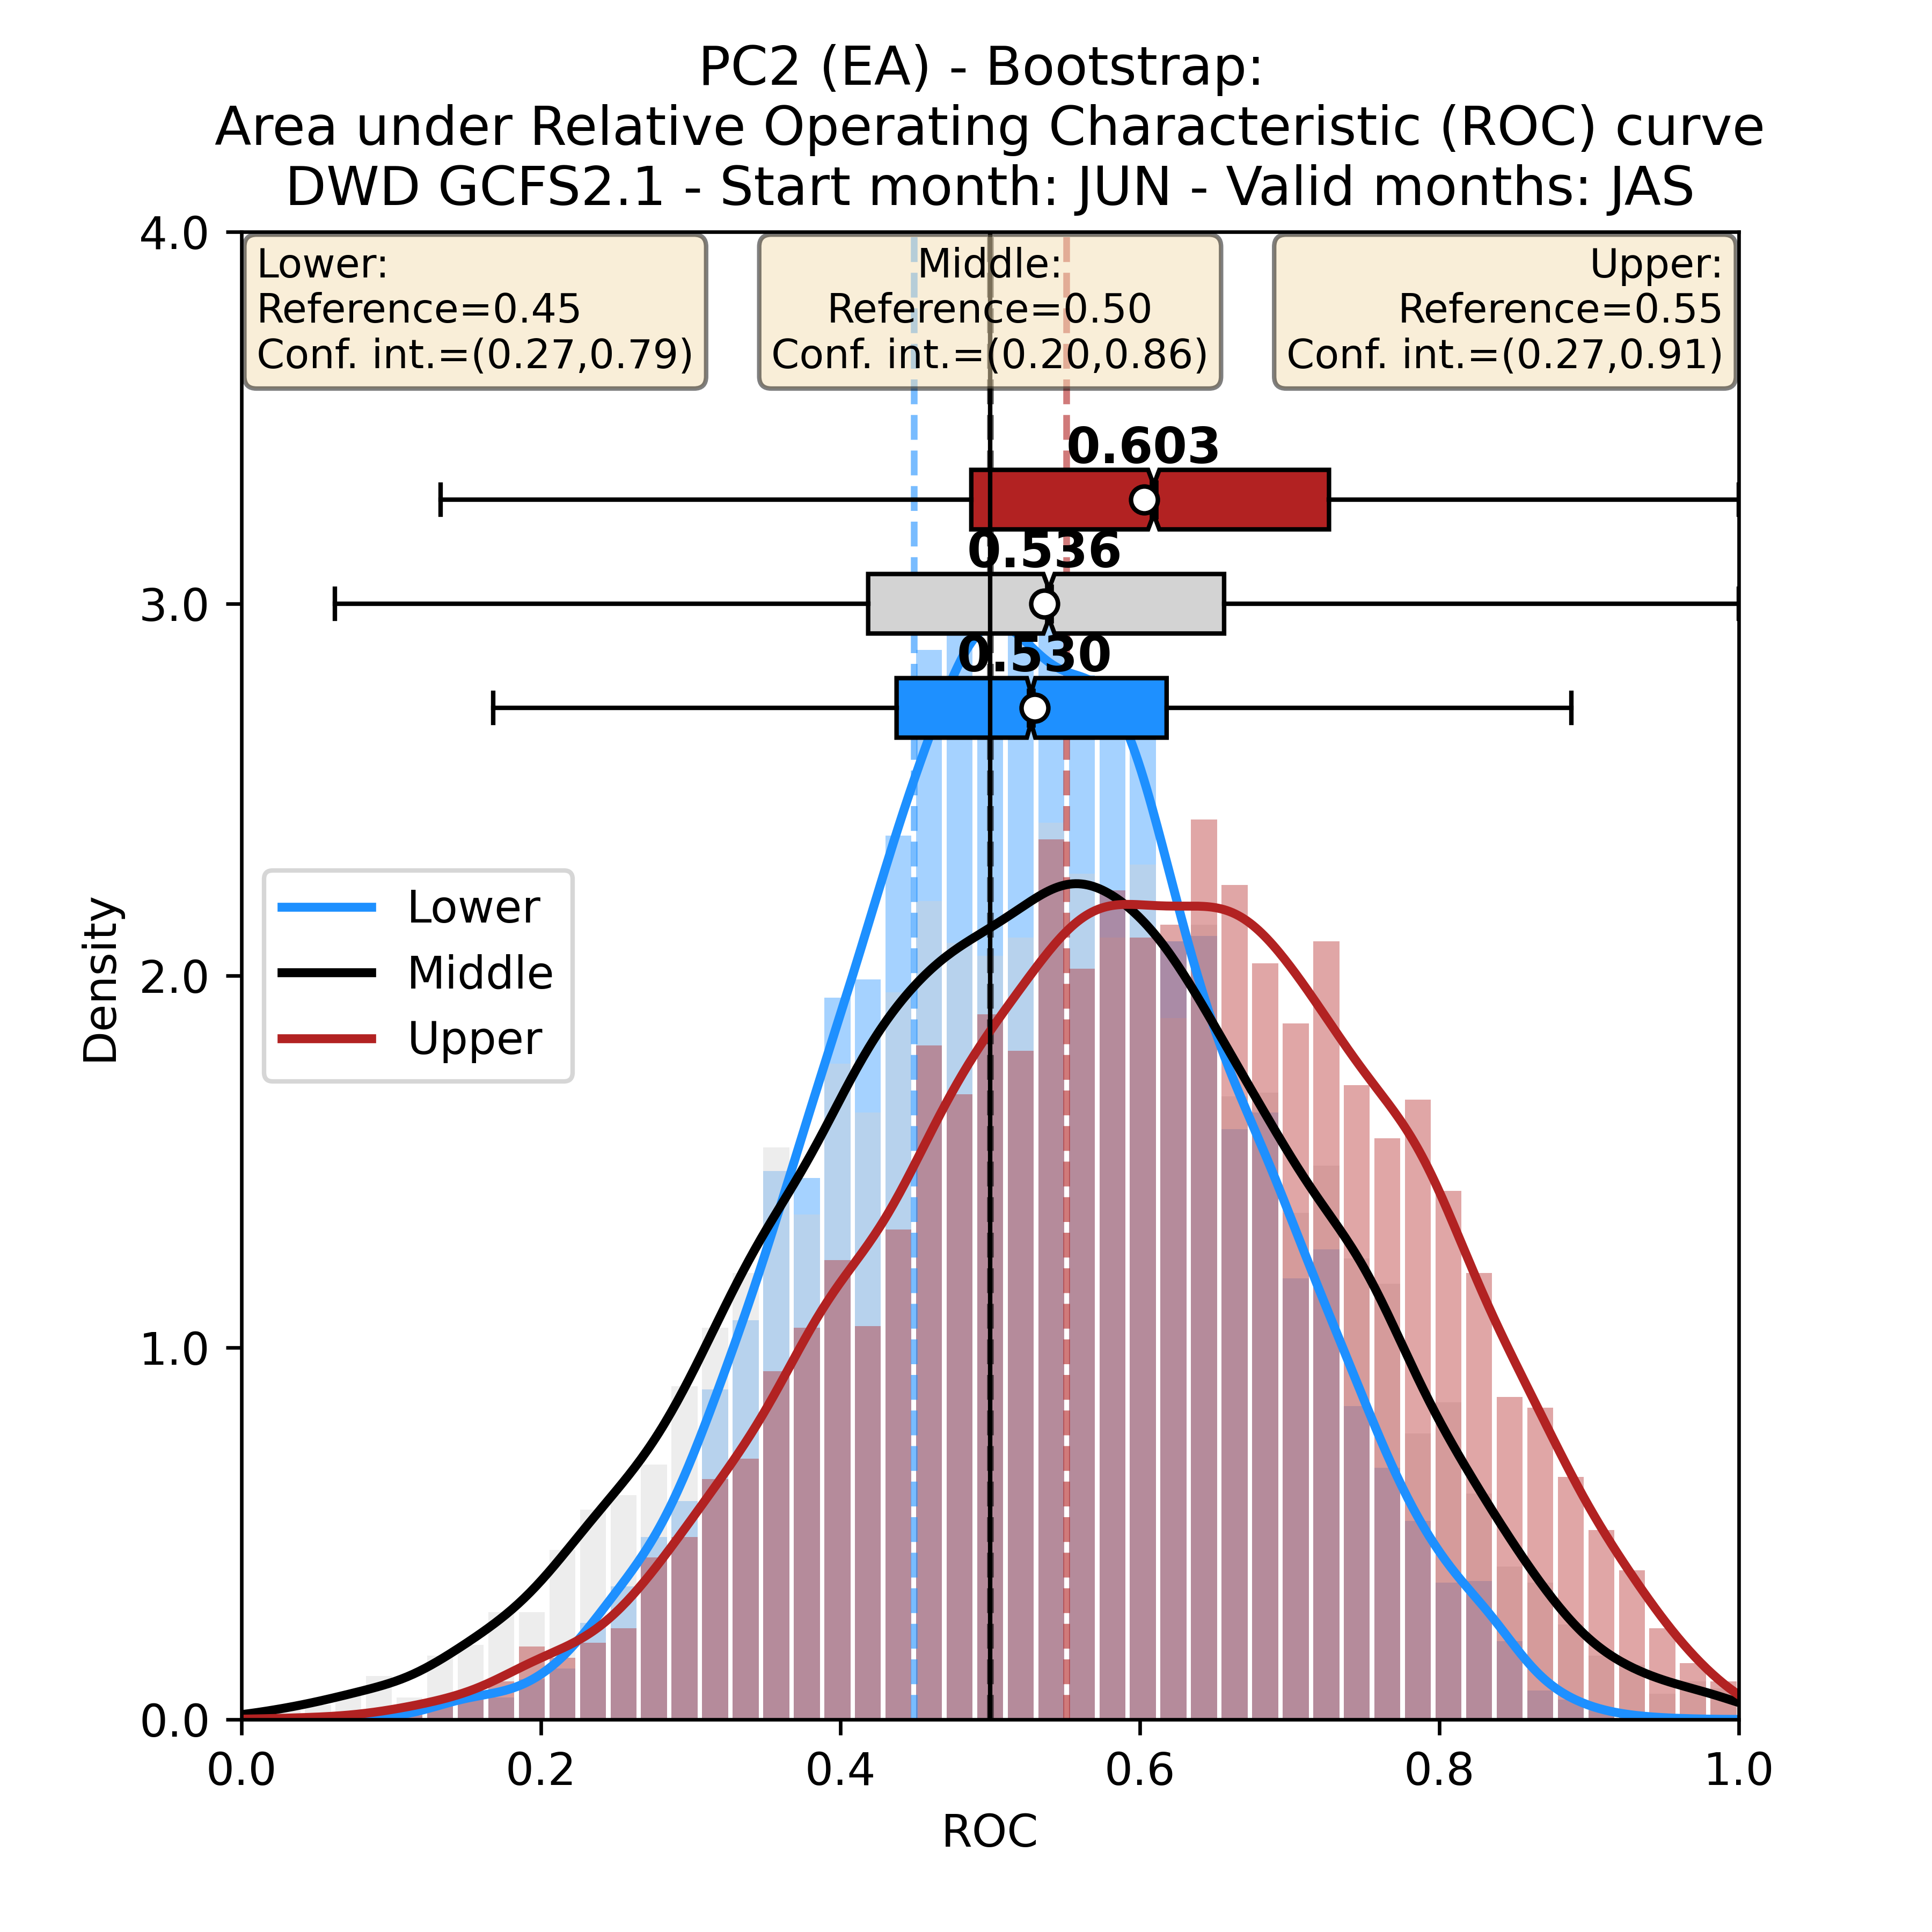 PC2 (EA) - Bootstrap:
Area under Relative Operating Characteristic (ROC) curve
DWD GCFS2.1 - Start month: JUN - Valid months: JAS
Lower:
Reference=0.45
Conf. int.=(0.27,0.79)
Middle:
Reference=0.50
Conf. int.=(0.20,0.86)
Upper:
Reference=0.55
Conf. int.=(0.27,0.91)
0.603
0.536
0.530
Lower
Middle
Upper
Density
4.0
3.0
2.0
1.0
0.0
0.0 0.2 0.4 0.6 0.8 1.0
ROC